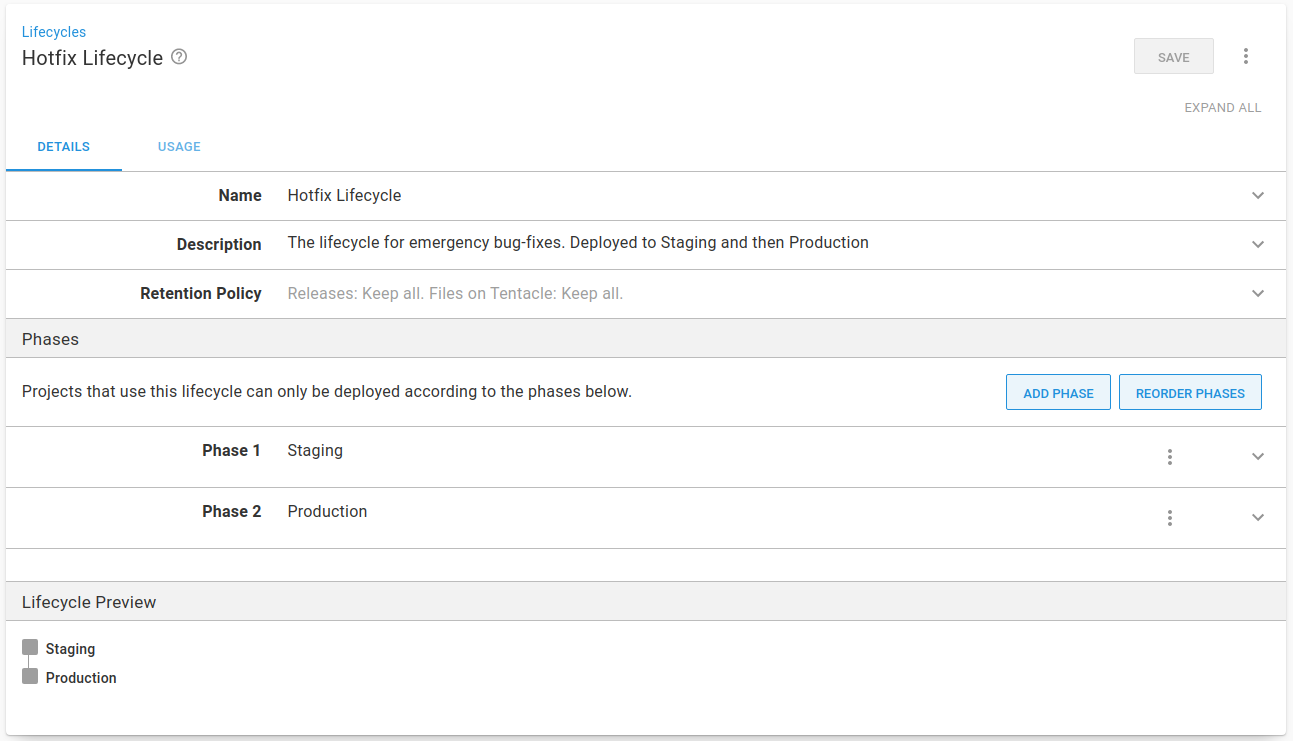 Lifecycles
Hotfix Lifecycle ?
SAVE
EXPAND ALL
DETAILS USAGE
Name Hotfix Lifecycle
Description The lifecycle for emergency bug-fixes. Deployed to Staging and then Production
Retention Policy Releases: Keep all. Files on Tentacle: Keep all.
Phases
Projects that use this lifecycle can only be deployed according to the phases below. ADD PHASE REORDER PHASES
Phase 1 Staging
Phase 2 Production
Lifecycle Preview
Staging
Production